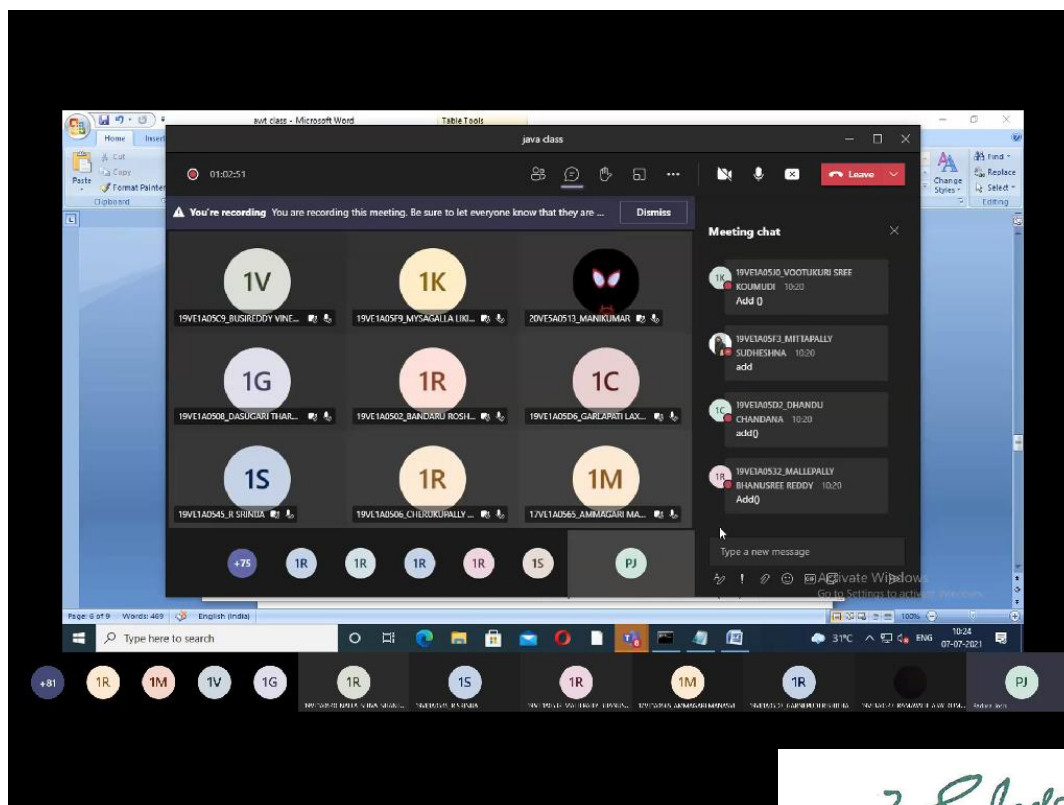 awt class - Microsoft Word
Table Tools
Home
Insert
Paste
Cut
Copy
Format Painter
Clipboard
Change Styles
Find
Replace
Select
Editing
java class
01:02:51
Leave
You're recording You are recording this meeting. Be sure to let everyone know that they are ...
Dismiss
1V
1K
19VE1A05C9_BUSIREDDY VINE...
19VE1A05F9_MYSAGALLA LIKI...
20VE5A0513_MANIKUMAR
1G
1R
1C
19VE1A0508_DASUGARI THAR...
19VE1A0502_BANDARU ROSH...
19VE1A05D6_GARLAPATI LAX...
1S
1R
1M
19VE1A0545_R SRINIJA
19VE1A0506_CHERUKUPALLY ...
17VE1A0565_AMMAGARI MA...
+75
1R
1R
1R
1R
1S
PJ
Meeting chat
1K
19VE1A05J0_VOOTUKURI SREE
KOUMUDI 10:20
Add ()
19VE1A05F3_MITTAPALLY
SUDHESHNA 10:20
add
1C
19VE1A05D2_DHANDU
CHANDANA 10:20
add()
1R
19VE1A0532_MALLEPALLY
BHANUSREE REDDY 10:20
Add()
Type a new message
GIF
Activate Windows
Go to Settings to activate Windows.
Page: 6 of 9
Words: 469
English (India)
100%
Type here to search
31°C
ENG
10:24
07-07-2021
+81
1R
1M
1V
1G
1R
1S
1R
1M
1R
PJ